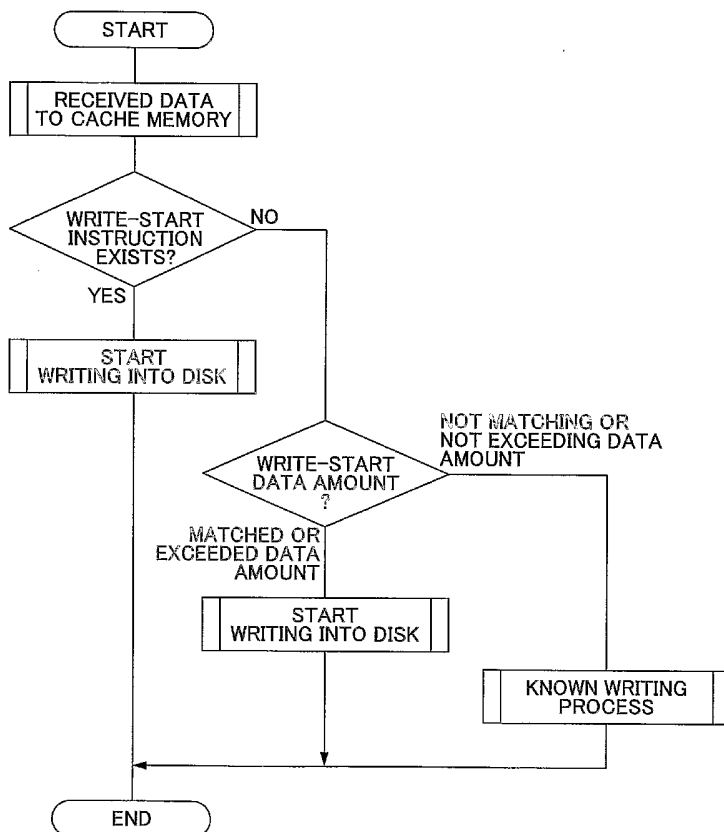 START
RECEIVED DATA
TO CACHE MEMORY
WRITE-START
INSTRUCTION
EXISTS?
NO
YES
START
WRITING INTO DISK
WRITE-START
DATA AMOUNT
?
NOT MATCHING OR
NOT EXCEEDING DATA
AMOUNT
MATCHED OR
EXCEEDED DATA
AMOUNT
START
WRITING INTO DISK
KNOWN WRITING
PROCESS
END